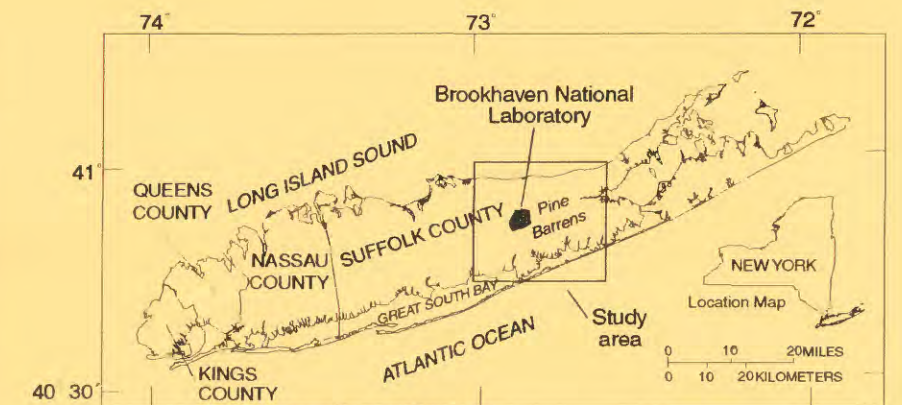 74°
73°
72°
Brookhaven National
Laboratory
41°
QUEENS
COUNTY
LONG ISLAND SOUND
Pine
Barrens
SUFFOLK COUNTY
NASSAU
COUNTY
NEW YORK
GREAT SOUTH BAY
Location Map
Study
area
ATLANTIC OCEAN
0 10 20 MILES
0 10 20 KILOMETERS
KINGS
COUNTY
40 30'